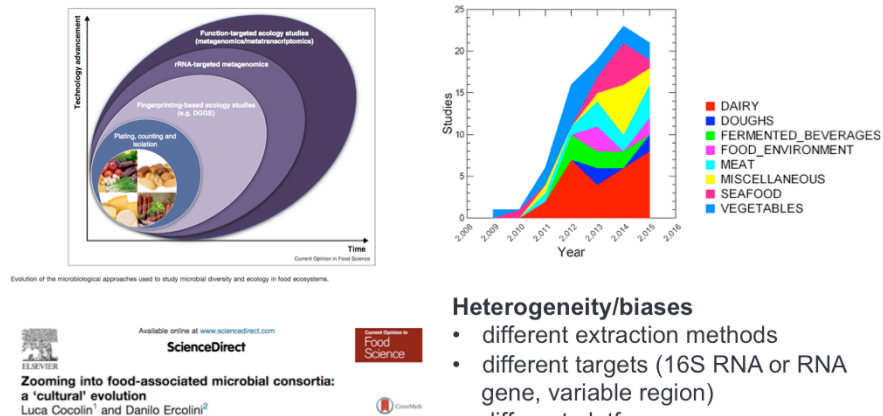 Technology advancement
Function-targeted ecology studies
(metagenomics/metatranscriptomics)
rRNA-targeted metagenomics
Fingerprinting-based ecology studies
(e.g. DGGE)
Plating, counting and
isolation
Time
Current Opinion in Food Science
Evolution of the microbiological approaches used to study microbial diversity and ecology in food ecosystems.
25
20
15
10
5
0
Studies
2,008
2,009
2,010
2,011
2,012
2,013
2,014
2,015
2,016
Year
DAIRY
DOUGHS
FERMENTED_BEVERAGES
FOOD_ENVIRONMENT
MEAT
MISCELLANEOUS
SEAFOOD
VEGETABLES
ELSEVIER
Available online at www.sciencedirect.com
ScienceDirect
Current Opinion in
Food
Science
Zooming into food-associated microbial consortia:
a ‘cultural’ evolution
Luca Cocolin1 and Danilo Ercolini2
CrossMark
Heterogeneity/biases
• different extraction methods
• different targets (16S RNA or RNA
gene, variable region)